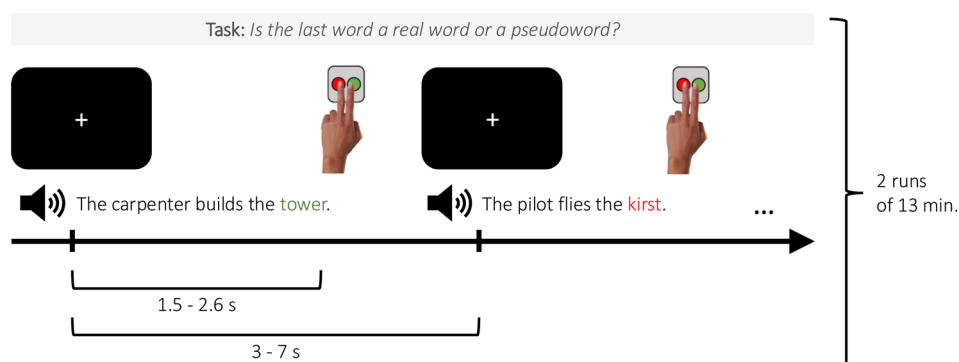 Task: Is the last word a real word or a pseudoword?
+
+
The carpenter builds the tower.
The pilot flies the kirst.
...
2 runs
of 13 min.
1.5 - 2.6 s
3 - 7 s